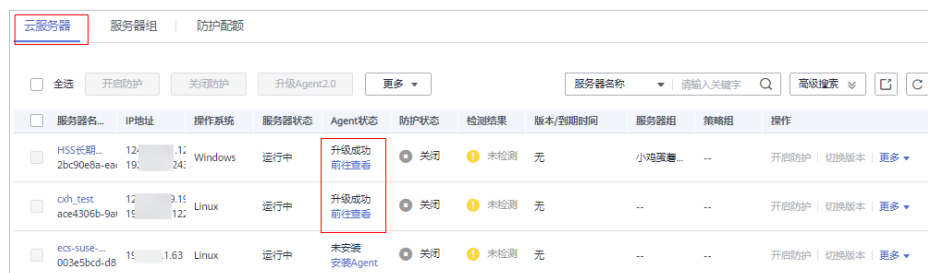 云服务器 服务器组 防护配额
全选 开启防护 关闭防护 升级Agent2.0 更多 服务器名称 请输入关键字 高级搜索
服务器名... IP地址 操作系统 服务器状态 Agent状态 防护状态 检测结果 版本/到期时间 服务器组 策略组 操作
HSS长期... Windows 运行中 升级成功 关闭 未检测 无 小鸡蛋薯... -- 开启防护 切换版本 更多
2bc90e8a-ea 前往查看
cxh_test Linux 运行中 升级成功 关闭 未检测 无 -- -- 开启防护 切换版本 更多
ace4306b-9a 前往查看
ecs-suse-... Linux 运行中 未安装 关闭 未检测 无 -- -- 开启防护 切换版本 更多
003e5bcd-d8 安装Agent